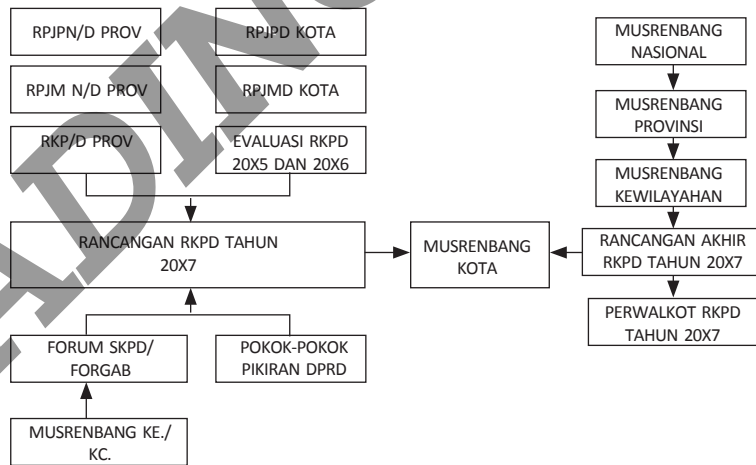 RPJPN/D PROV
RPJPD KOTA
RPJM N/D PROV
RPJMD KOTA
RKP/D PROV
EVALUASI RKPD
20X5 DAN 20X6
RANCANGAN RKPD TAHUN
20X7
FORUM SKPD/
FORGAB
POKOK-POKOK
PIKIRAN DPRD
MUSRENBANG KE./
KC.
MUSRENBANG
KOTA
MUSRENBANG
NASIONAL
MUSRENBANG
PROVINSI
MUSRENBANG
KEWILAYAHAN
RANCANGAN AKHIR
RKPD TAHUN 20X7
PERWALKOT RKPD
TAHUN 20X7
ADING